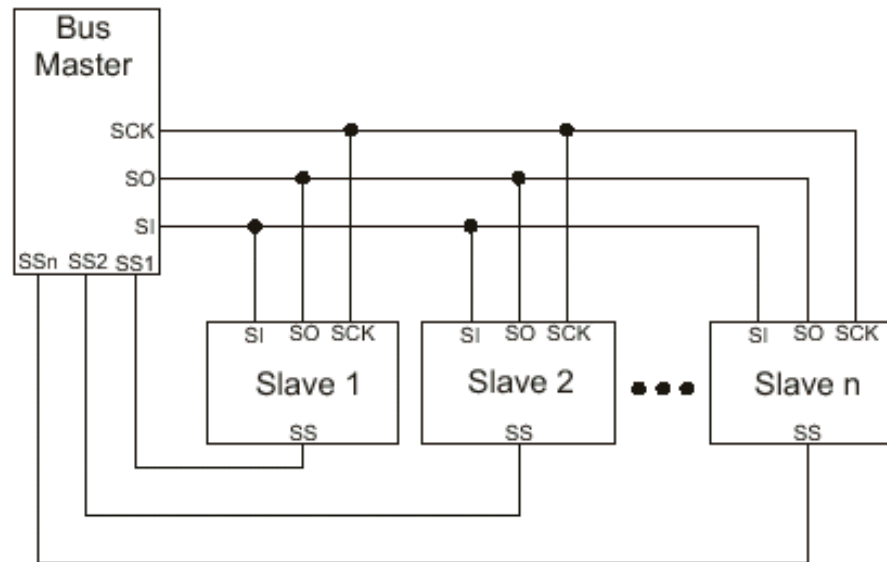 Bus
Master
SCK
SO
SI
SSn SS2 SS1
SI SO SCK
Slave 1
SS
SI SO SCK
Slave 2
SS
SI SO SCK
Slave n
SS